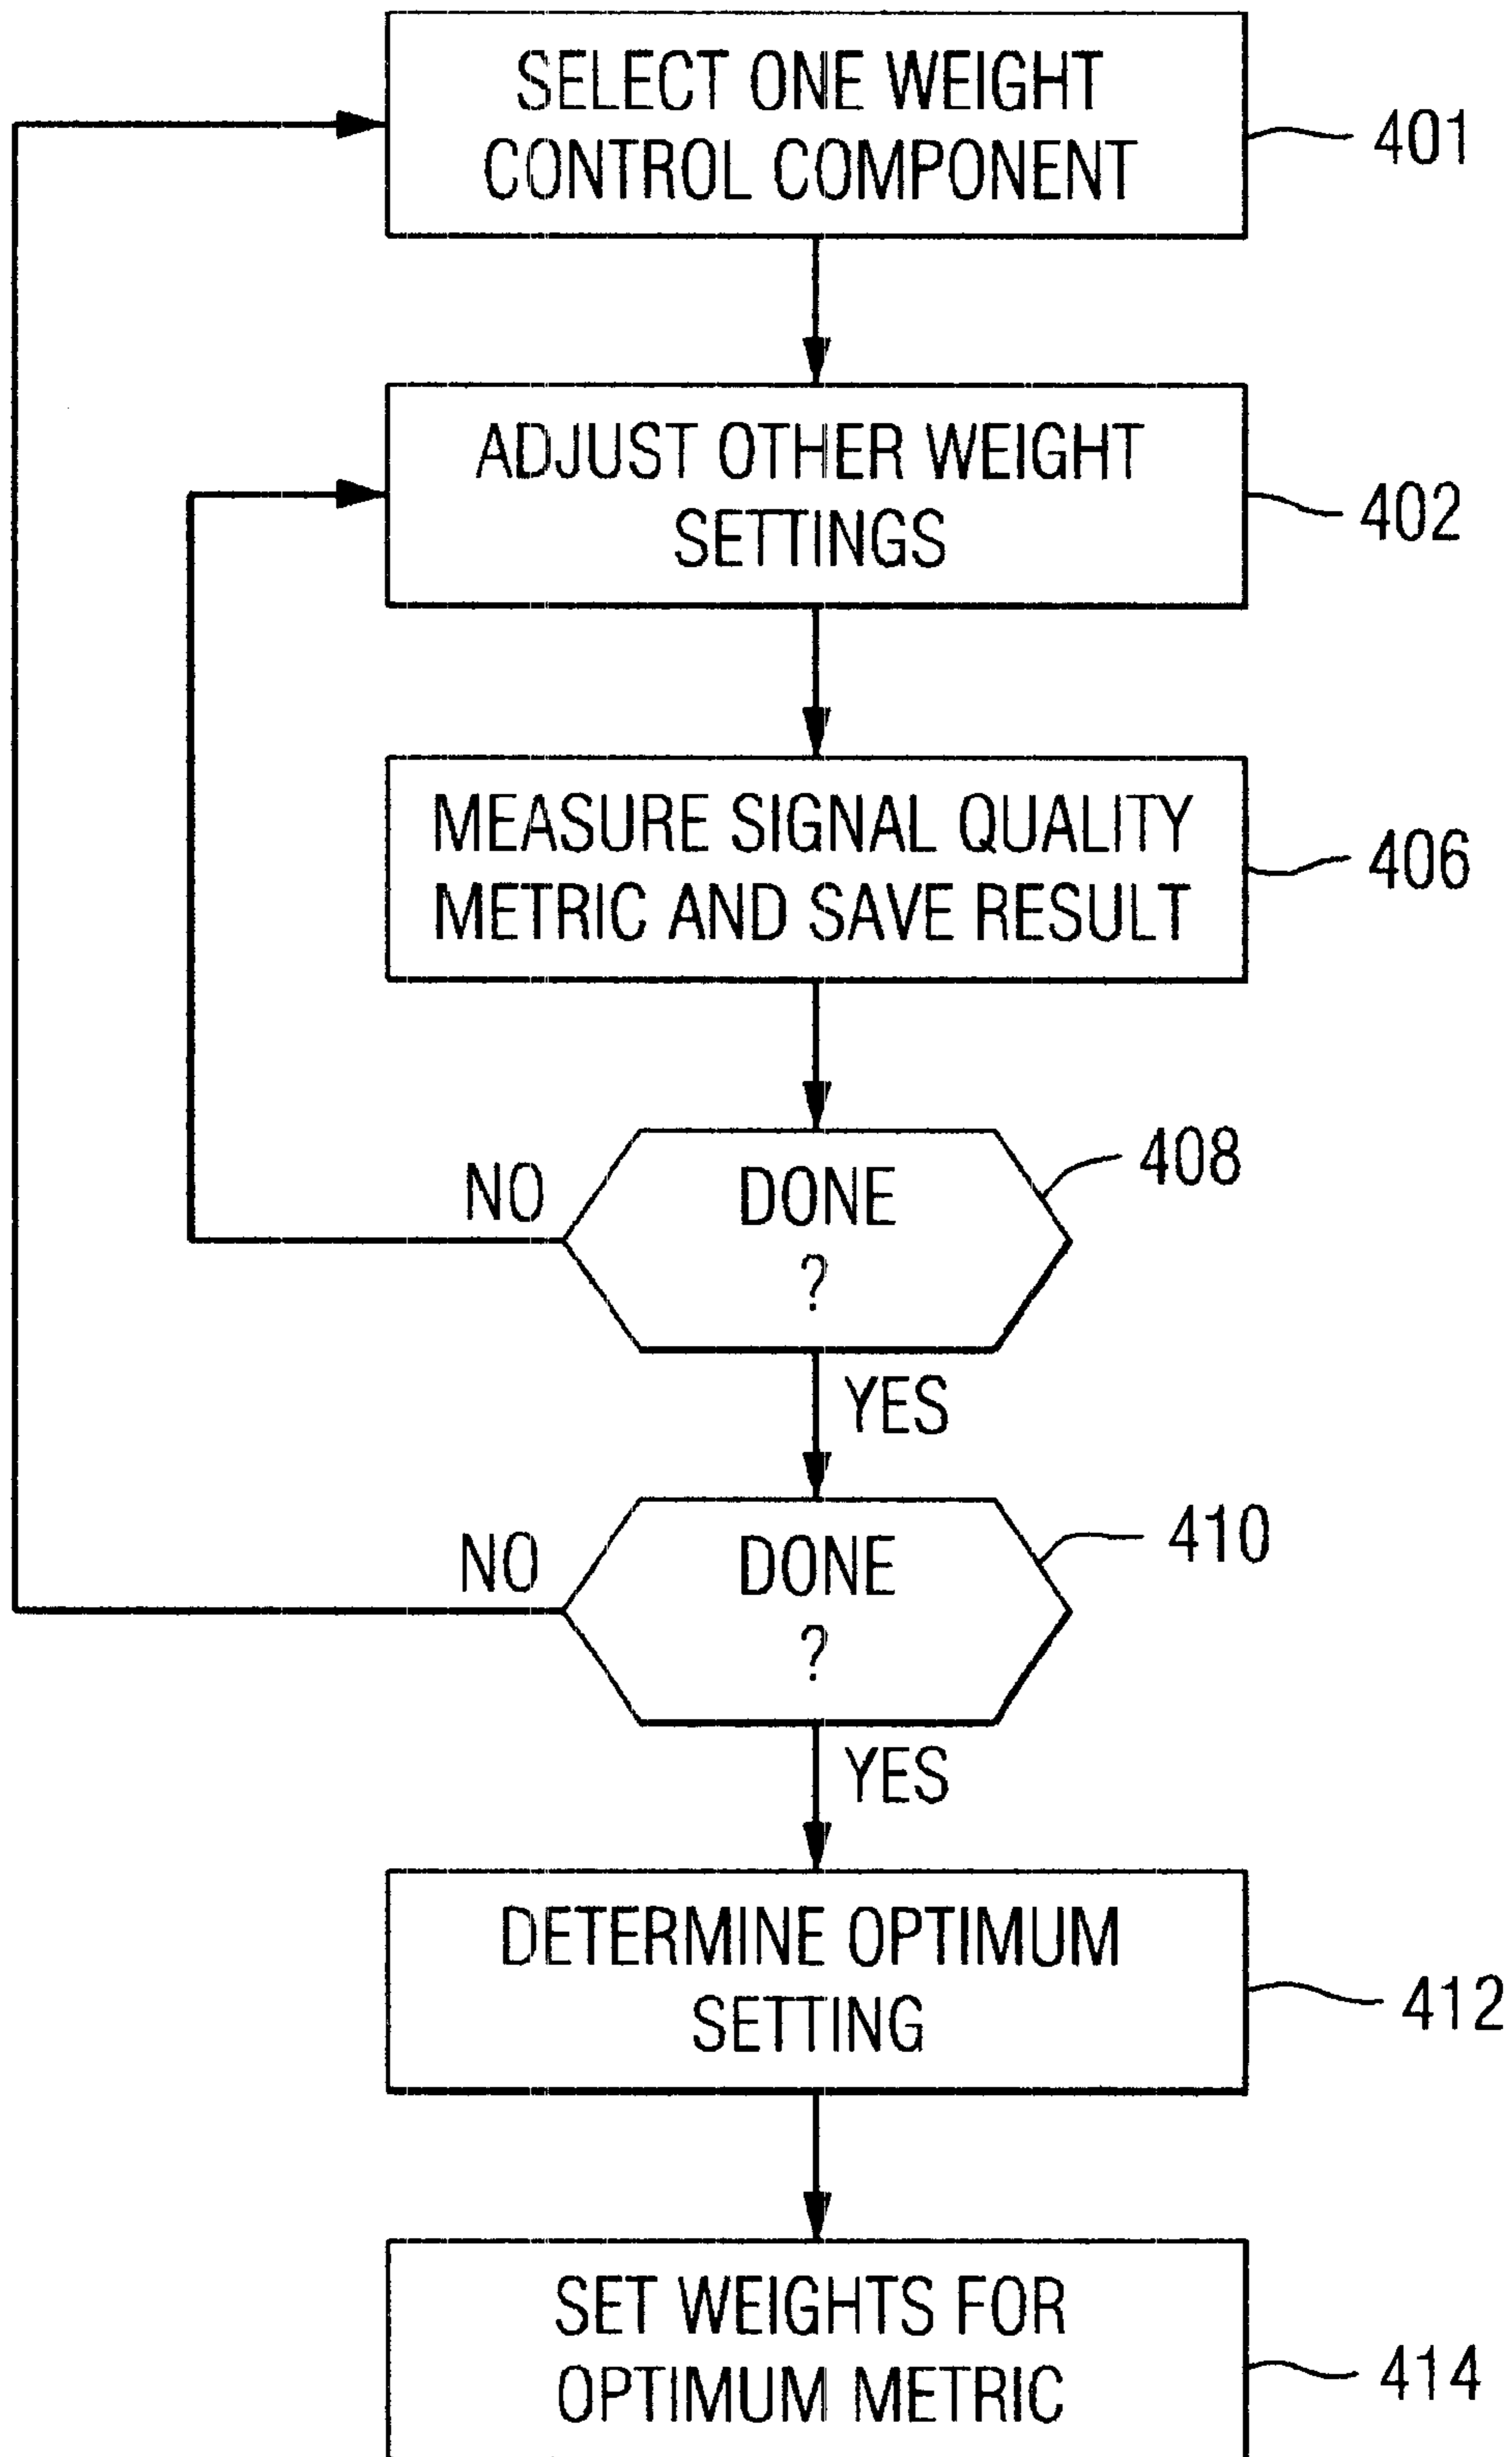 SELECT ONE WEIGHT
CONTROL COMPONENT
401
ADJUST OTHER WEIGHT
SETTINGS
402
MEASURE SIGNAL QUALITY
METRIC AND SAVE RESULT
406
408
NO
DONE
?
YES
410
NO
DONE
?
YES
DETERMINE OPTIMUM
SETTING
412
SET WEIGHTS FOR
OPTIMUM METRIC
414